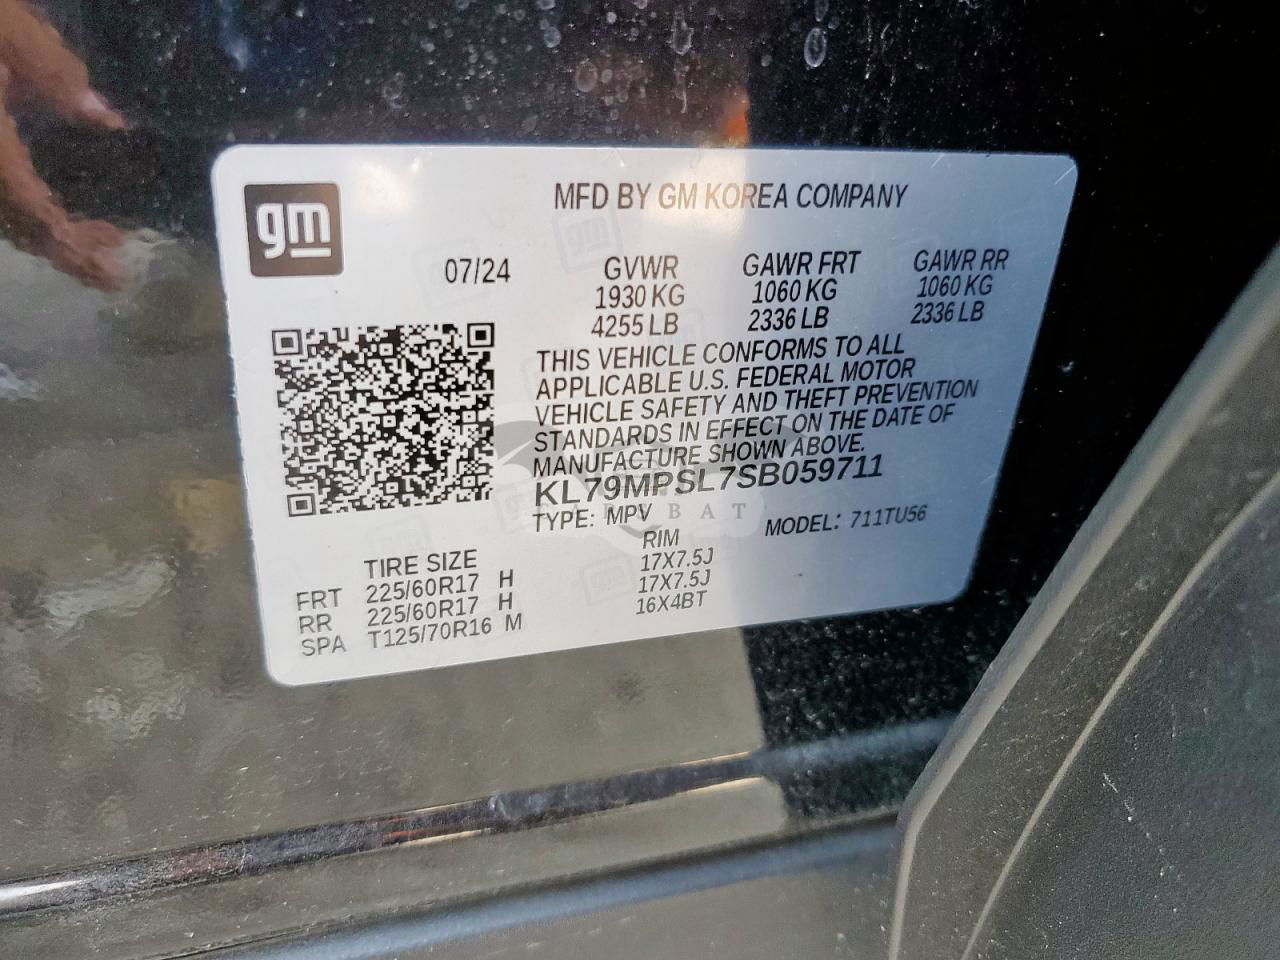 gm
MFD BY GM KOREA COMPANY
07/24
GVWR GAWR FRT GAWR RR
1930 KG 1060 KG 1060 KG
4255 LB 2336 LB 2336 LB
THIS VEHICLE CONFORMS TO ALL
APPLICABLE U.S. FEDERAL MOTOR
VEHICLE SAFETY AND THEFT PREVENTION
STANDARDS IN EFFECT ON THE DATE OF
MANUFACTURE SHOWN ABOVE.
KL79MPSL7SB059711
TYPE: MPV MODEL: 711TU56
TIRE SIZE RIM
FRT 225/60R17 H 17X7.5J
RR 225/60R17 H 17X7.5J
SPA T125/70R16 M 16X4BT